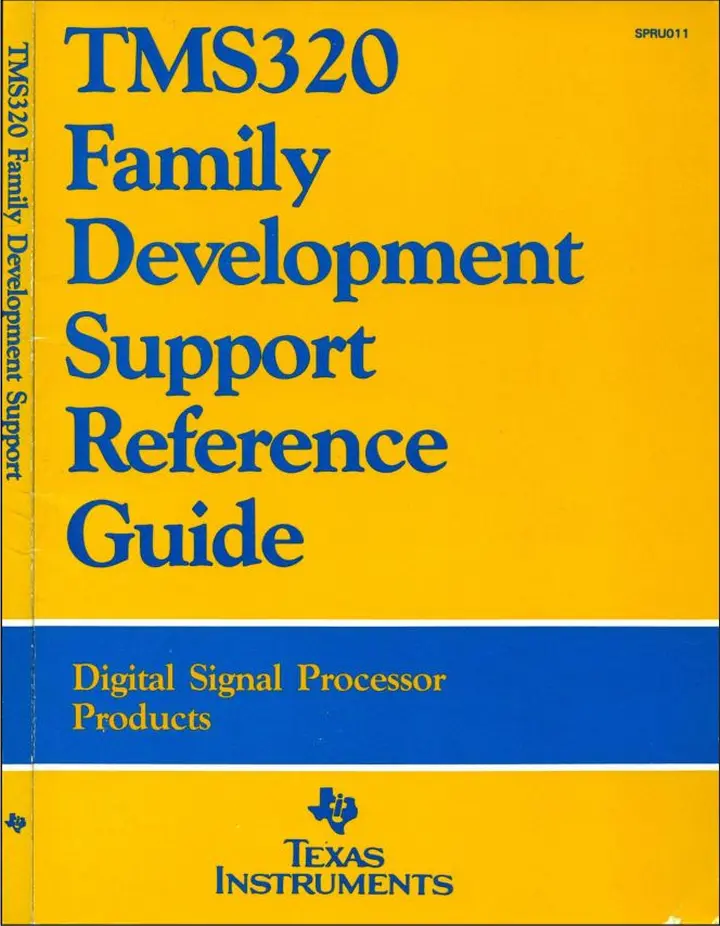 TMS320 Family Development Support
SPRU011
TMS320
Family
Development
Support
Reference
Guide
Digital Signal Processor
Products
TEXAS
INSTRUMENTS